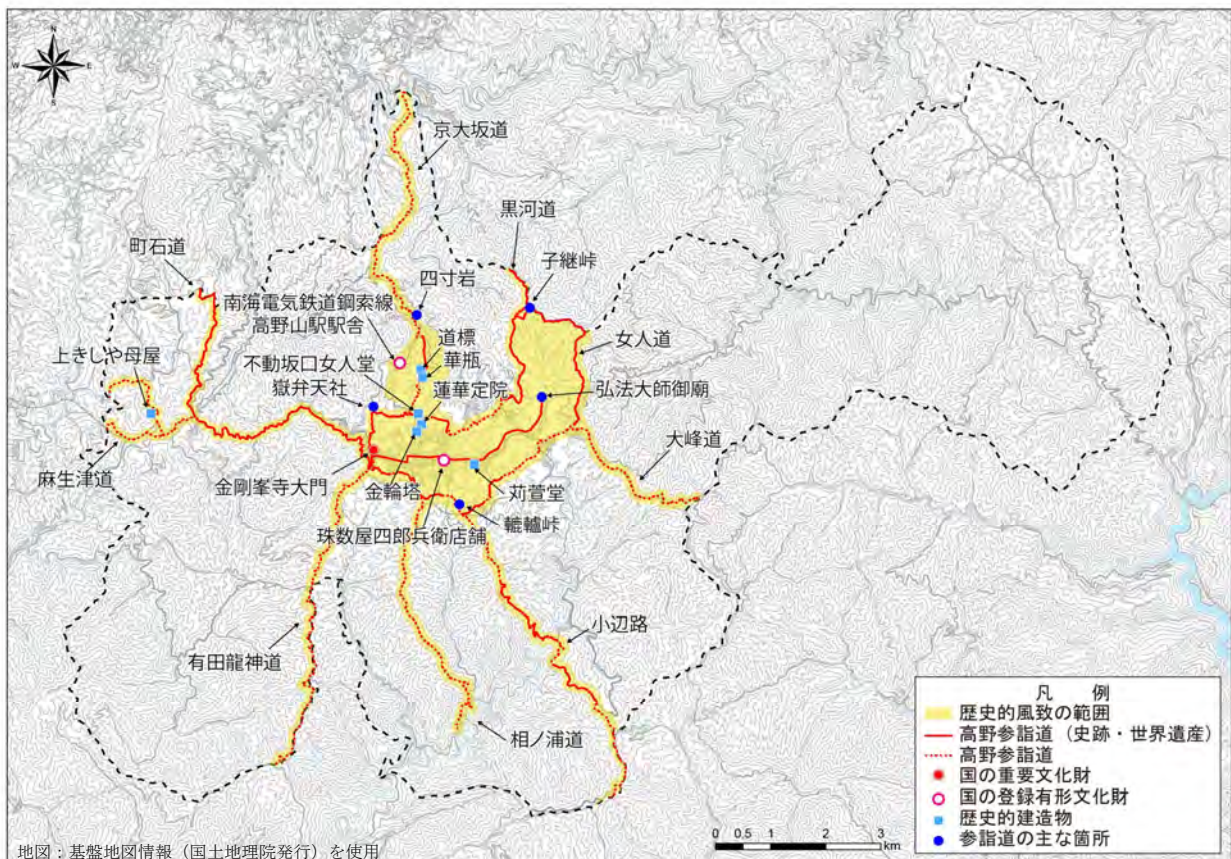 N
W
E
S
京大坂道
黒河道
子継峠
町石道
四寸岩
南海電気鉄道鋼索線
高野山駅駅舎
道標
女人道
上きしや母屋
不動坂口女人堂
華瓶
嶽弁天社
蓮華定院
弘法大師御廟
大峰道
麻生津道
金剛峯寺大門
金輪塔
苅萱堂
珠数屋四郎兵衛店舗
轆轤峠
小辺路
有田龍神道
相ノ浦道
凡 例
歴史的風致の範囲
高野参詣道（史跡・世界遺産）
高野参詣道
国の重要文化財
国の登録有形文化財
歴史的建造物
参詣道の主な箇所
0 0.5 1 2 3
km
地図：基盤地図情報（国土地理院発行）を使用